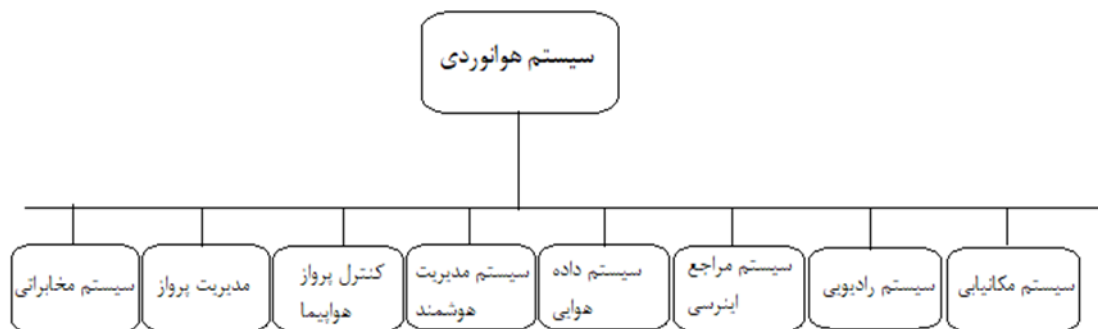 سیستم هوانوردی
سیستم مکانیابی
سیستم رادیویی
سیستم مراجع
اینرسی
سیستم داده
هوایی
سیستم مدیریت
هوشمند
کنترل پرواز
هواپیما
مدیریت پرواز
سیستم مخابراتی